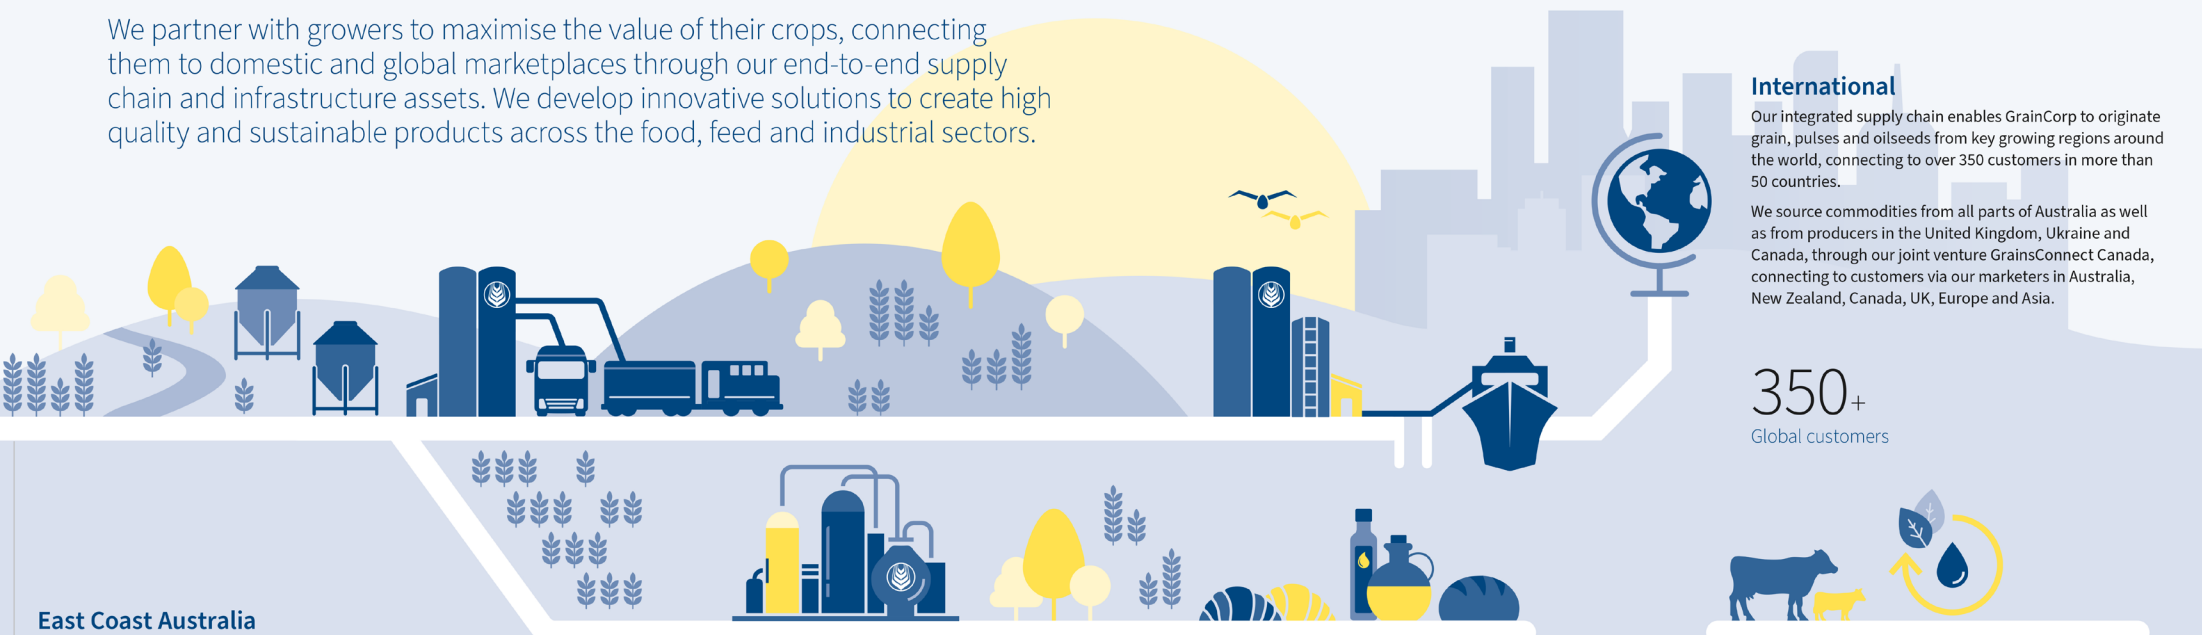 We partner with growers to maximise the value of their crops, connecting
them to domestic and global marketplaces through our end-to-end supply
chain and infrastructure assets. We develop innovative solutions to create high
quality and sustainable products across the food, feed and industrial sectors.
International
Our integrated supply chain enables GrainCorp to originate
grain, pulses and oilseeds from key growing regions around
the world, connecting to over 350 customers in more than
50 countries.
We source commodities from all parts of Australia as well
as from producers in the United Kingdom, Ukraine and
Canada, through our joint venture GrainsConnect Canada,
connecting to customers via our marketers in Australia,
New Zealand, Canada, UK, Europe and Asia.
350+
Global customers
East Coast Australia